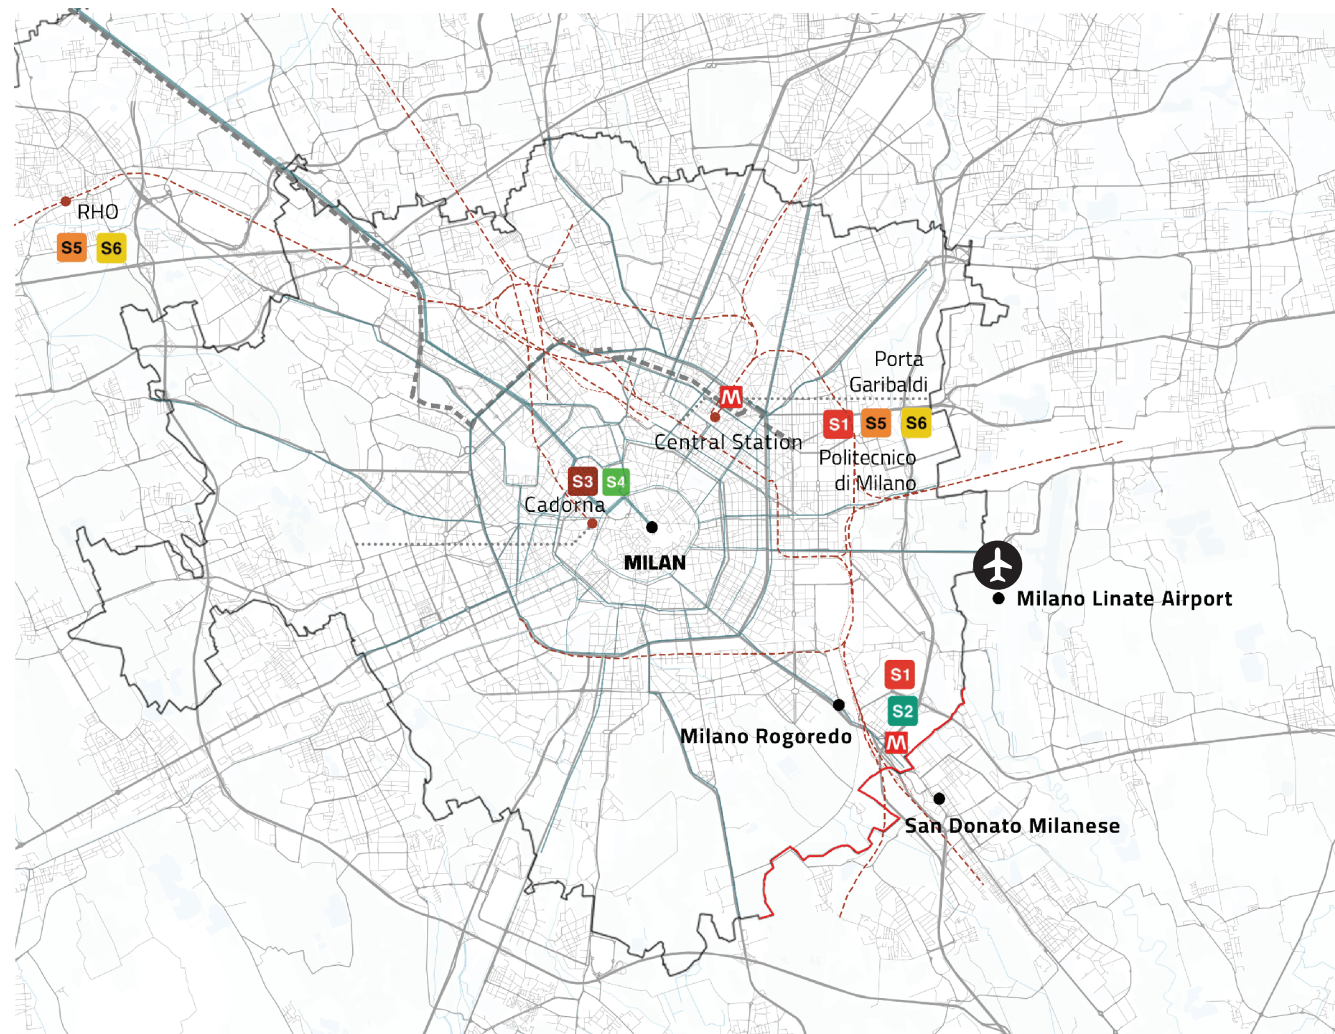 RHO
S5 S6
Porta
Garibaldi
M
S1 S5 S6
Central Station
Politecnico
di Milano
S3 S4
Cadorna
MILAN
Milano Linate Airport
S1
S2
Milano Rogoredo
M
San Donato Milanese